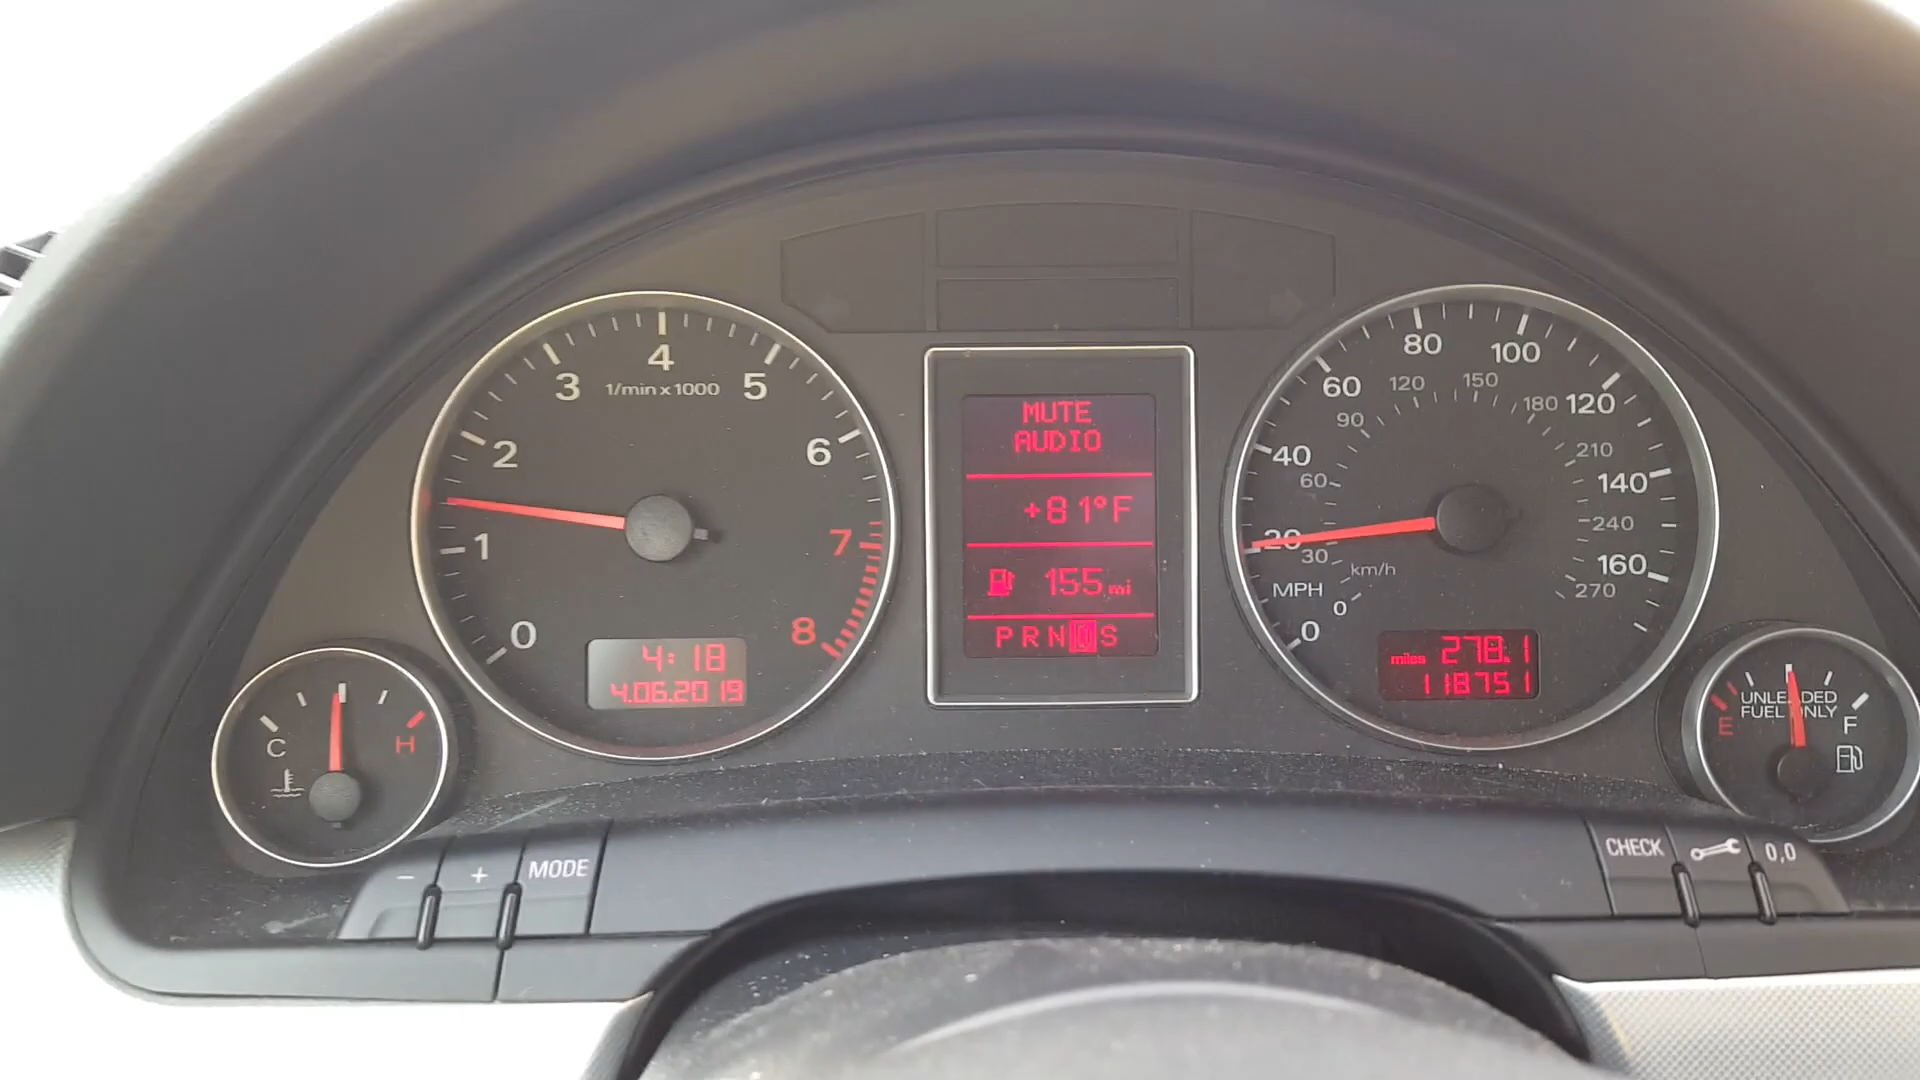 4
3
5
1/min x 1000
2
6
1
7
0
8
4:18
4.06.2019
C
H
MUTE
AUDIO
+81°F
155 mi
P R N D S
80
100
60
120
150
120
90
180
40
210
60
140
20
240
30
160
km/h
MPH
270
0
0
miles 278.1
118751
UNLEADED
FUEL ONLY
E
F
- + MODE
CHECK 0,0